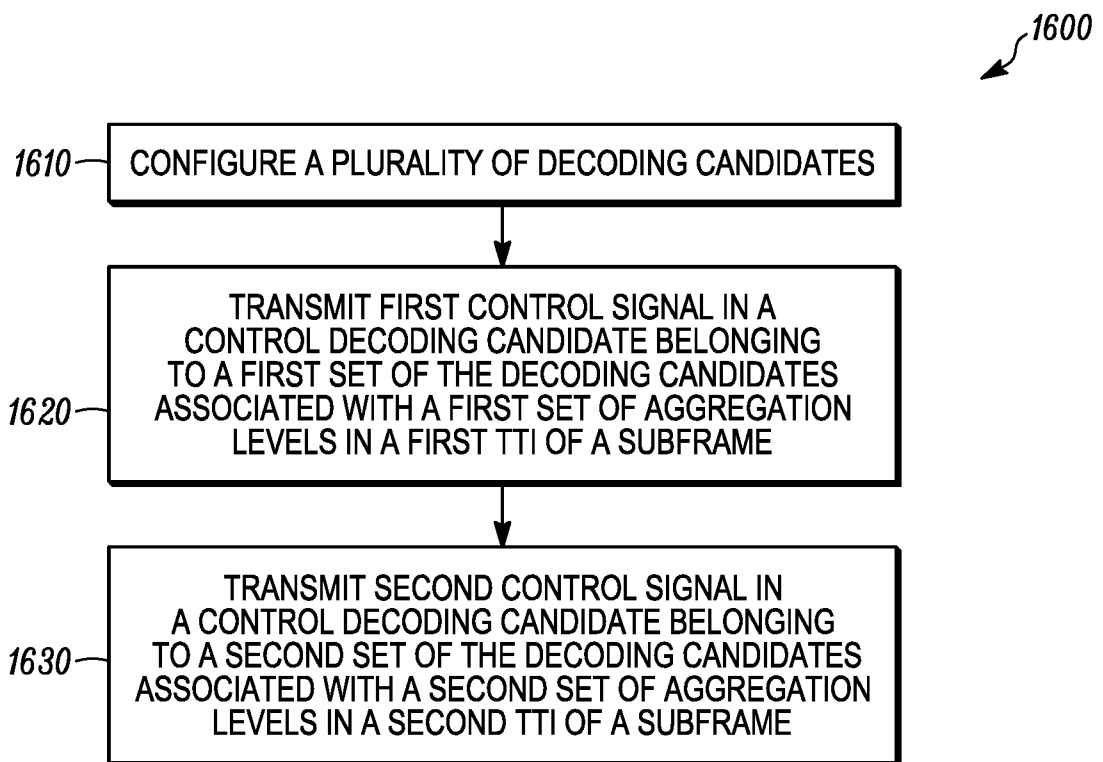 1600
1610
CONFIGURE A PLURALITY OF DECODING CANDIDATES
TRANSMIT FIRST CONTROL SIGNAL IN A
CONTROL DECODING CANDIDATE BELONGING
TO A FIRST SET OF THE DECODING CANDIDATES
ASSOCIATED WITH A FIRST SET OF AGGREGATION
LEVELS IN A FIRST TTI OF A SUBFRAME
1620
TRANSMIT SECOND CONTROL SIGNAL IN
A CONTROL DECODING CANDIDATE BELONGING
TO A SECOND SET OF THE DECODING CANDIDATES
ASSOCIATED WITH A SECOND SET OF AGGREGATION
LEVELS IN A SECOND TTI OF A SUBFRAME
1630